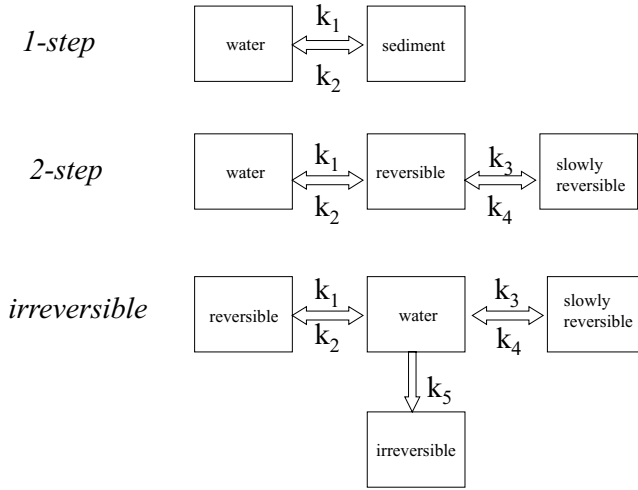 1-step
water
k1
k2
sediment
2-step
water
k1
k2
reversible
k3
k4
slowly
reversible
irreversible
reversible
k1
k2
water
k3
k4
slowly
reversible
k5
irreversible